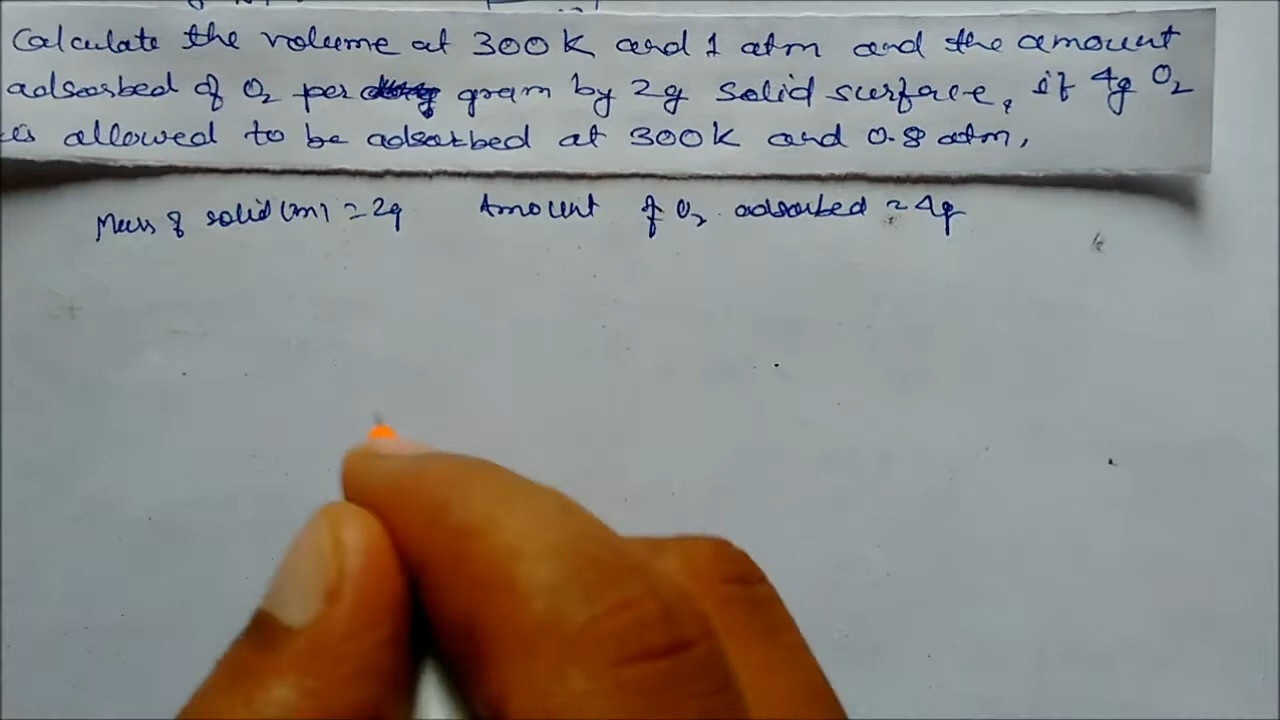 Calculate the volume at 300K and 1 atm and the amount
adsorbed of O2 per gram by 2g solid surface, if 4g O2
is allowed to be adsorbed at 300K and 0.8 atm,
Mass of solid (m) = 2g Amount of O2 adsorbed = 4g